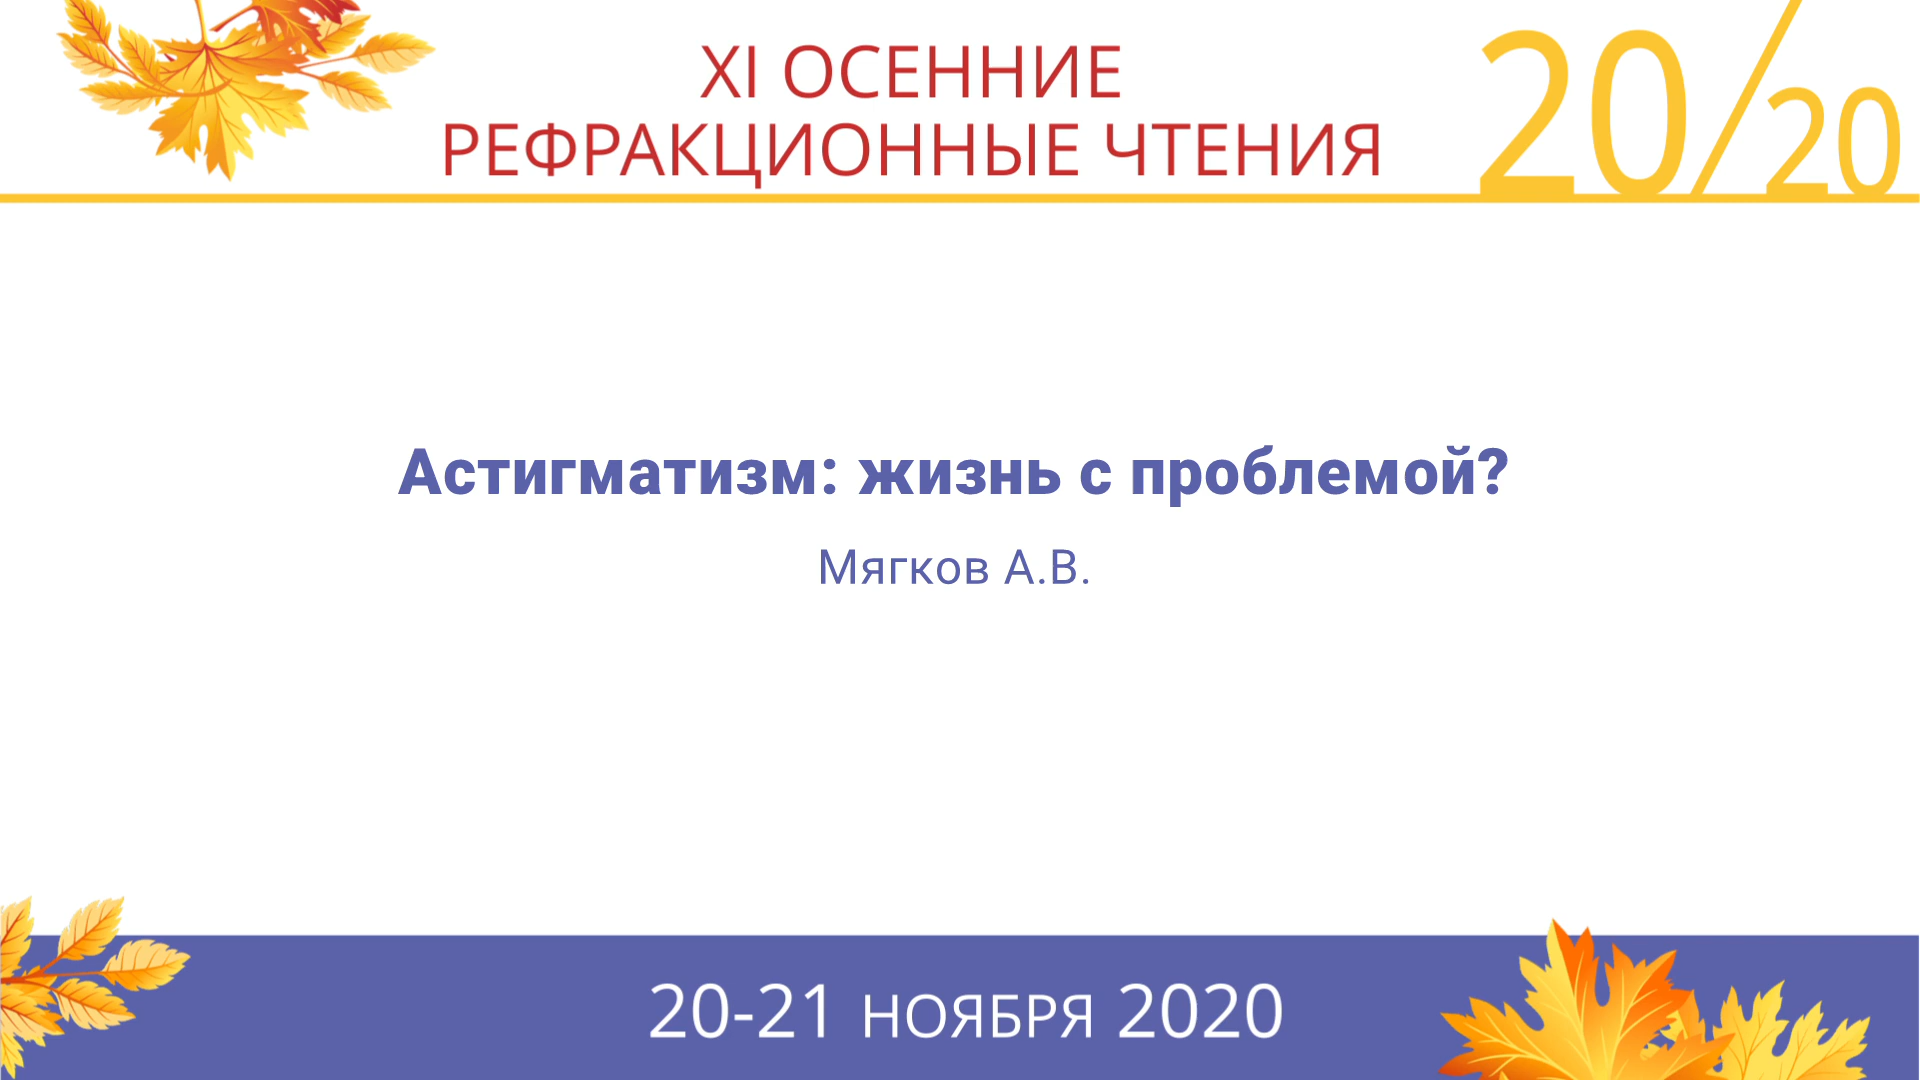 XI ОСЕННИЕ
РЕФРАКЦИОННЫЕ ЧТЕНИЯ
20/20
Астигматизм: жизнь с проблемой?
Мягков А.В.
20-21 НОЯБРЯ 2020